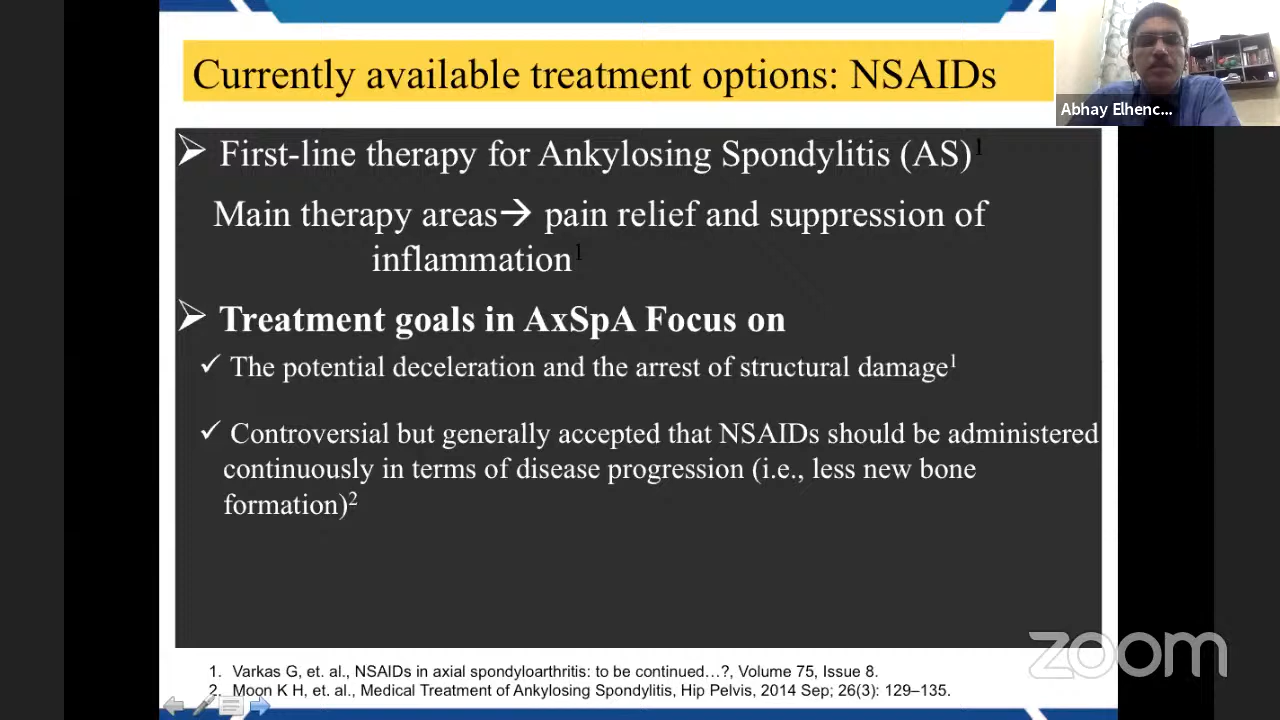 Currently available treatment options: NSAIDs
Abhay Elhenc...
➢ First-line therapy for Ankylosing Spondylitis (AS)¹
Main therapy areas→ pain relief and suppression of
inflammation¹
➢ Treatment goals in AxSpA Focus on
✓ The potential deceleration and the arrest of structural damage¹
✓ Controversial but generally accepted that NSAIDs should be administered
continuously in terms of disease progression (i.e., less new bone
formation)²
zoom
1. Varkas G, et. al., NSAIDs in axial spondyloarthritis: to be continued…?, Volume 75, Issue 8.
2. Moon K H, et. al., Medical Treatment of Ankylosing Spondylitis, Hip Pelvis, 2014 Sep; 26(3): 129–135.